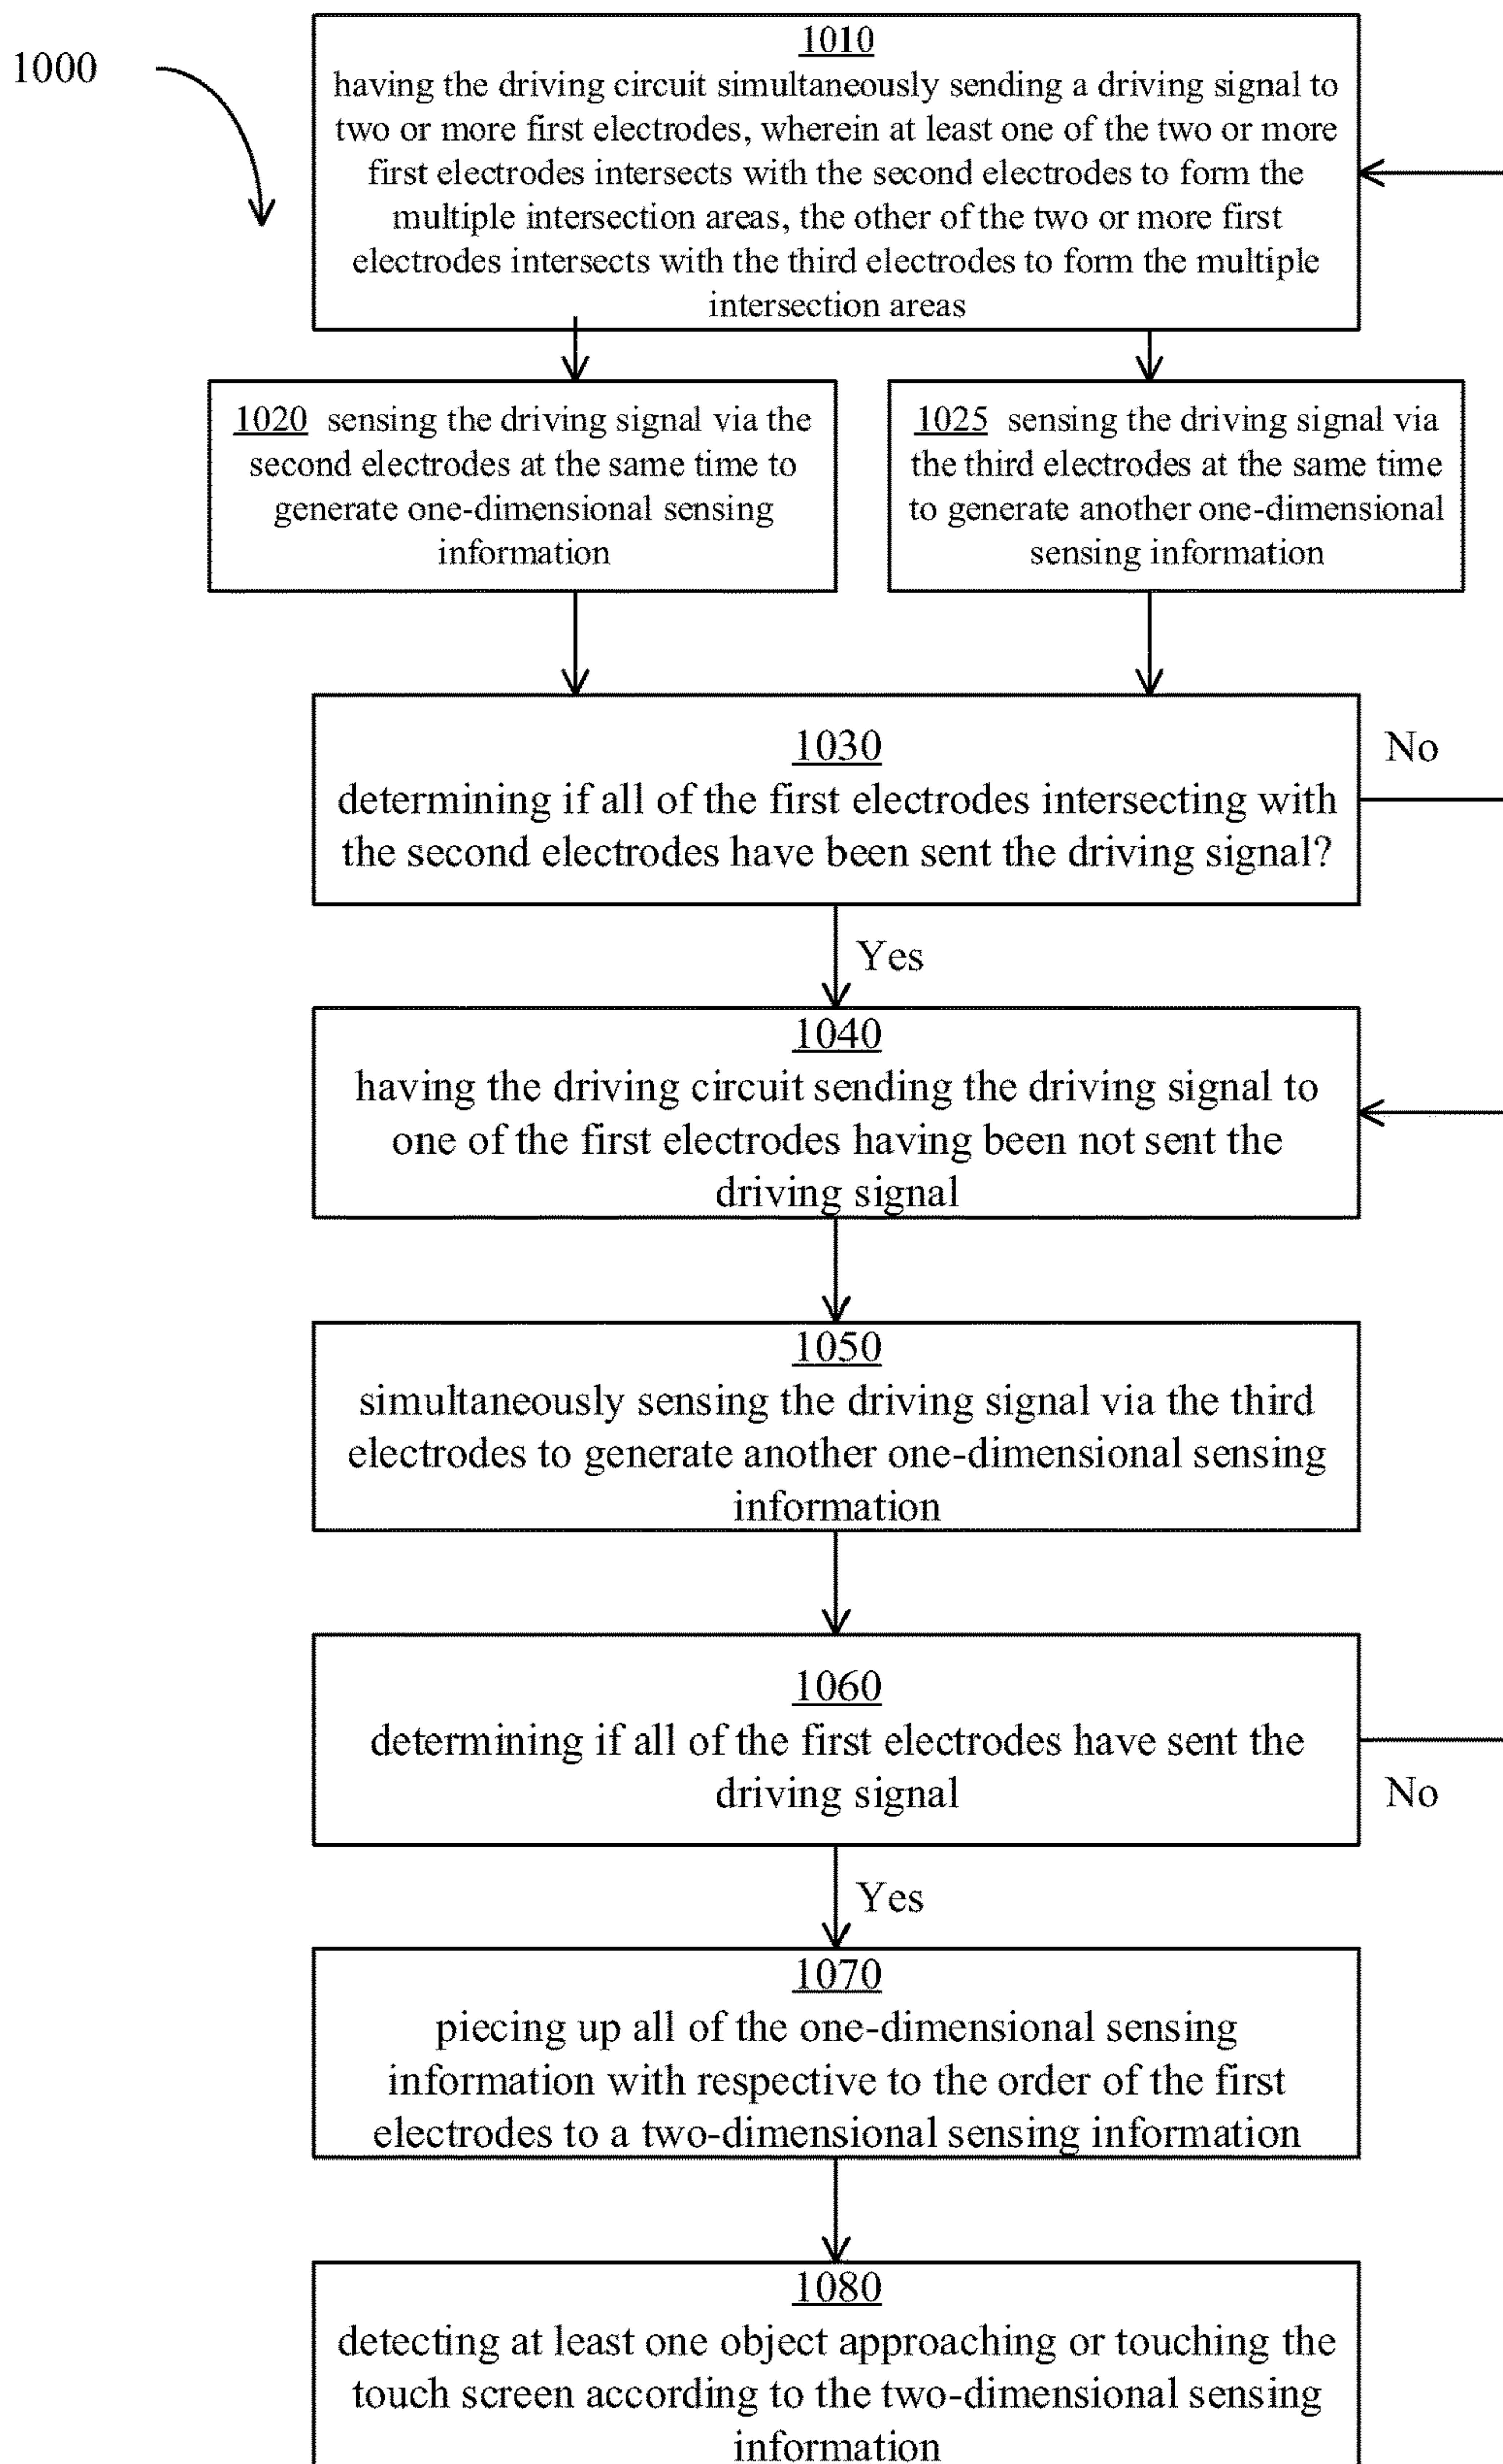 1000
1010
having the driving circuit simultaneously sending a driving signal to
two or more first electrodes, wherein at least one of the two or more
first electrodes intersects with the second electrodes to form the
multiple intersection areas, the other of the two or more first
electrodes intersects with the third electrodes to form the multiple
intersection areas
1020 sensing the driving signal via the
second electrodes at the same time to
generate one-dimensional sensing
information
1025 sensing the driving signal via
the third electrodes at the same time
to generate another one-dimensional
sensing information
1030
determining if all of the first electrodes intersecting with
the second electrodes have been sent the driving signal?
No
Yes
1040
having the driving circuit sending the driving signal to
one of the first electrodes having been not sent the
driving signal
1050
simultaneously sensing the driving signal via the third
electrodes to generate another one-dimensional sensing
information
1060
determining if all of the first electrodes have sent the
driving signal
No
Yes
1070
piecing up all of the one-dimensional sensing
information with respective to the order of the first
electrodes to a two-dimensional sensing information
1080
detecting at least one object approaching or touching the
touch screen according to the two-dimensional sensing
information